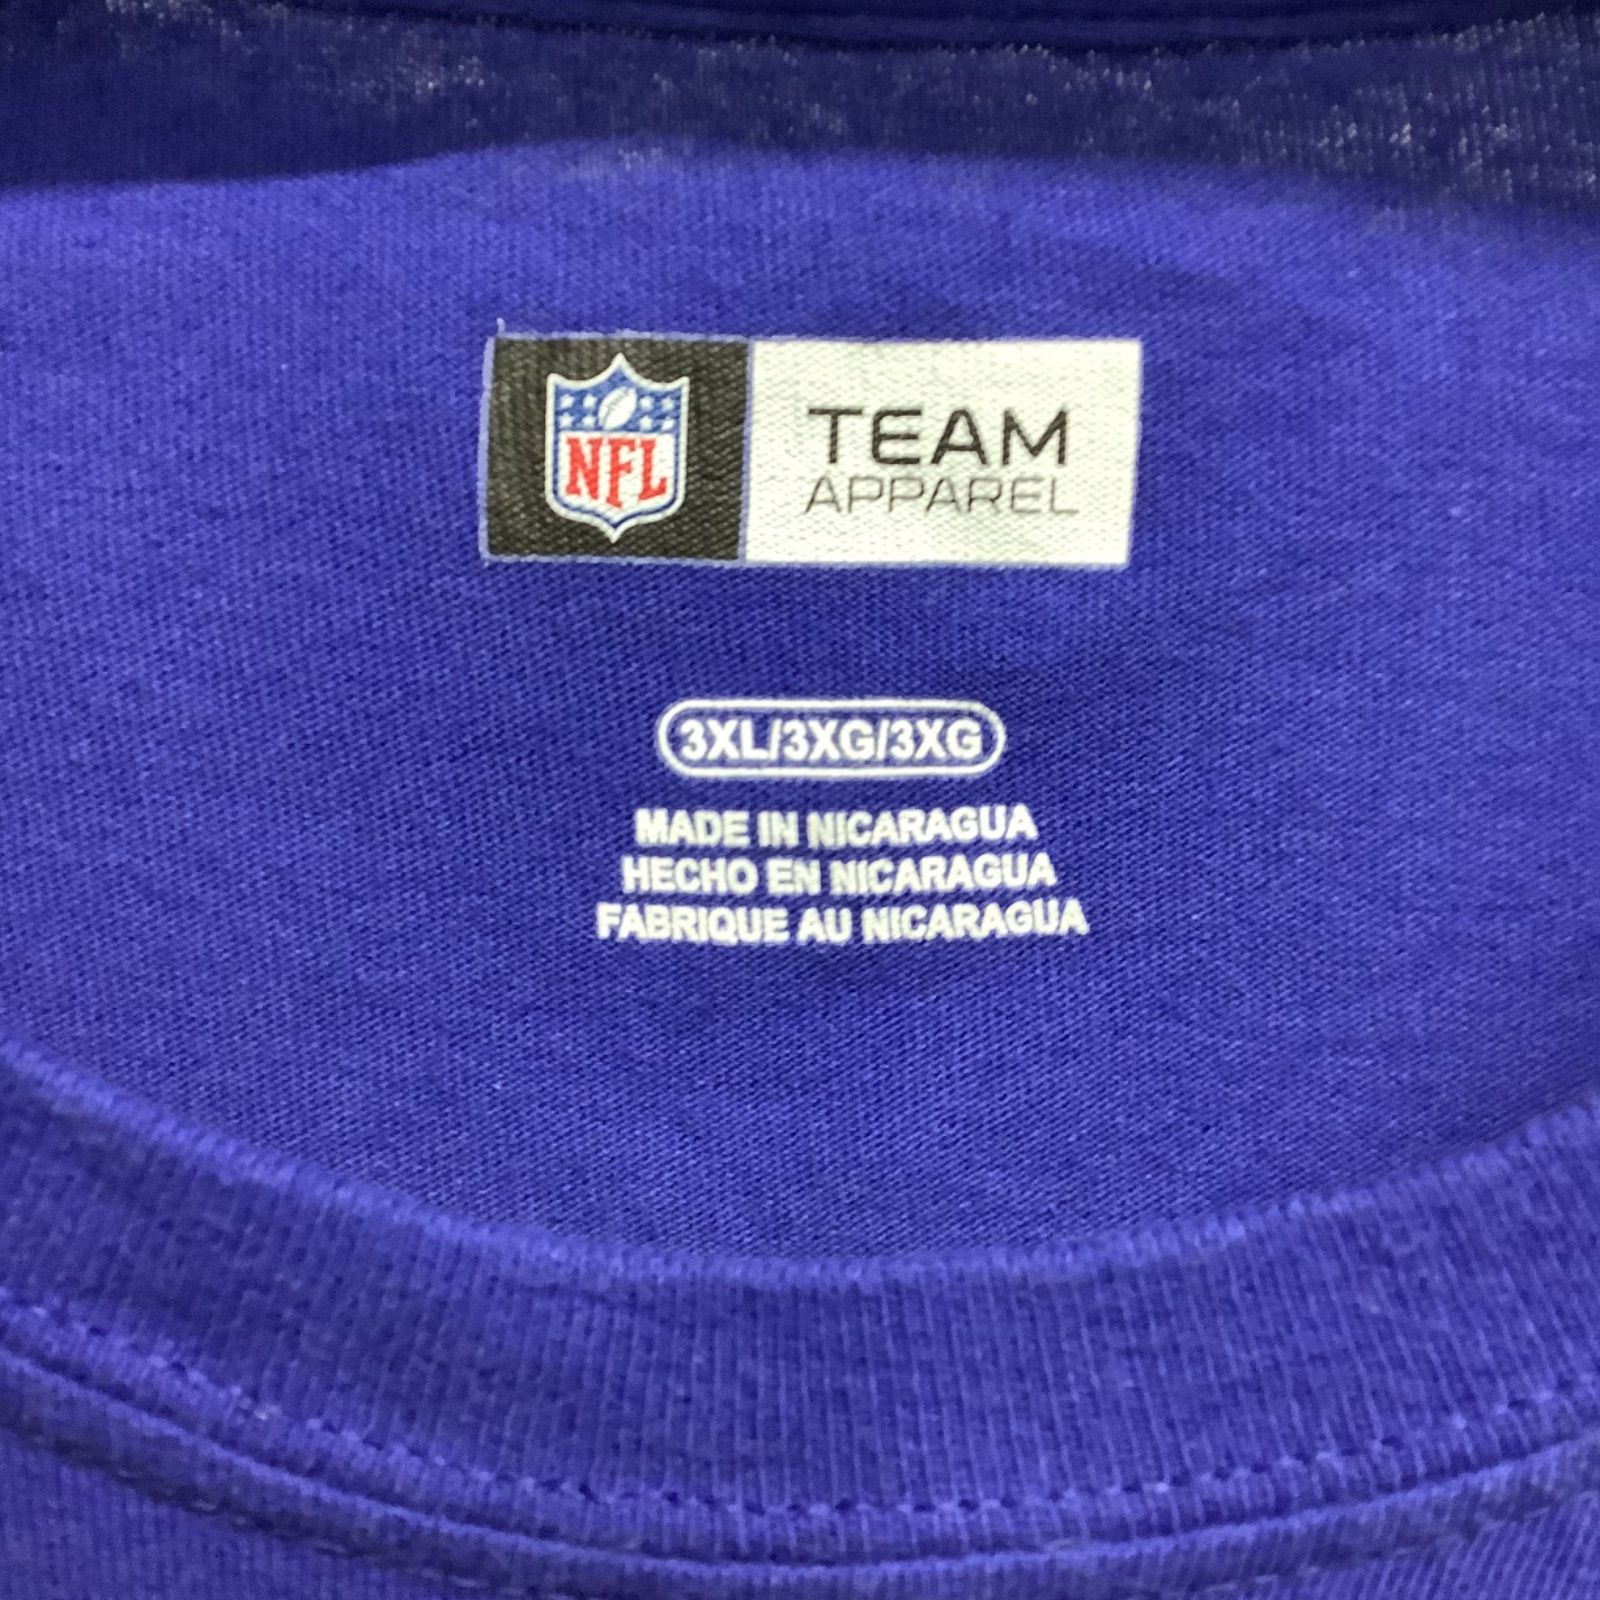 NFL
TEAM
APPAREL
3XL/3XG/3XG
MADE IN NICARAGUA
HECHO EN NICARAGUA
FABRIQUE AU NICARAGUA